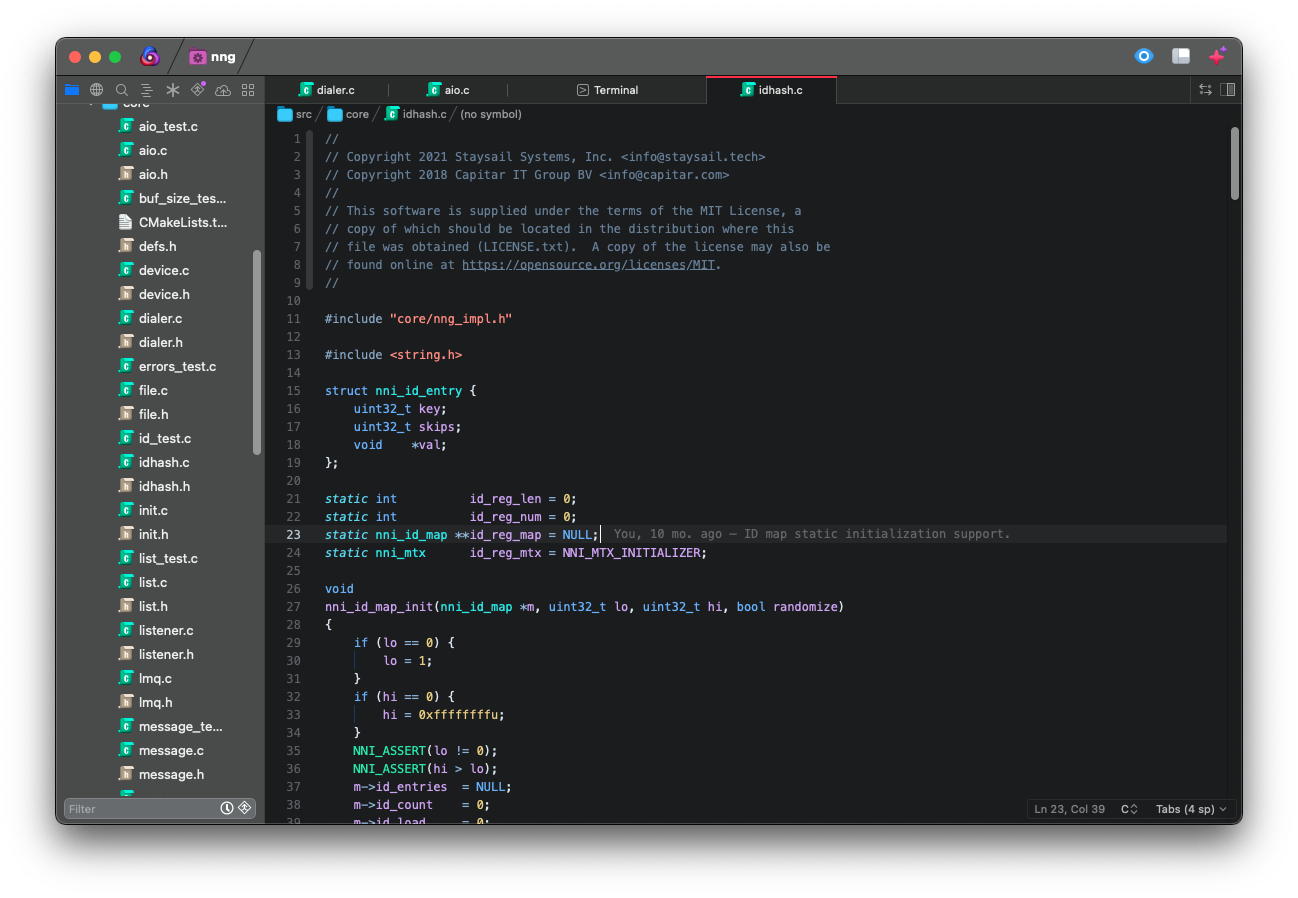 nng
dialer.c
aio.c
Terminal
idhash.c
src / core / idhash.c / (no symbol)
core
aio_test.c
aio.c
aio.h
buf_size_tes...
CMakeLists.t...
defs.h
device.c
device.h
dialer.c
dialer.h
errors_test.c
file.c
file.h
id_test.c
idhash.c
idhash.h
init.c
init.h
list_test.c
list.c
list.h
listener.c
listener.h
lmq.c
lmq.h
message_te...
message.c
message.h
Filter
1 //
2 // Copyright 2021 Staysail Systems, Inc. <info@staysail.tech>
3 // Copyright 2018 Capitar IT Group BV <info@capitar.com>
4 //
5 // This software is supplied under the terms of the MIT License, a
6 // copy of which should be located in the distribution where this
7 // file was obtained (LICENSE.txt).  A copy of the license may also be
8 // found online at https://opensource.org/licenses/MIT.
9 //
10
11 #include "core/nng_impl.h"
12
13 #include <string.h>
14
15 struct nni_id_entry {
16     uint32_t key;
17     uint32_t skips;
18     void    *val;
19 };
20
21 static int          id_reg_len = 0;
22 static int          id_reg_num = 0;
23 static nni_id_map **id_reg_map = NULL; You, 10 mo. ago — ID map static initialization support.
24 static nni_mtx      id_reg_mtx = NNI_MTX_INITIALIZER;
25
26 void
27 nni_id_map_init(nni_id_map *m, uint32_t lo, uint32_t hi, bool randomize)
28 {
29     if (lo == 0) {
30         lo = 1;
31     }
32     if (hi == 0) {
33         hi = 0xffffffffu;
34     }
35     NNI_ASSERT(lo != 0);
36     NNI_ASSERT(hi > lo);
37     m->id_entries  = NULL;
38     m->id_count    = 0;
39     m->id_load     = 0;
Ln 23, Col 39 C Tabs (4 sp)